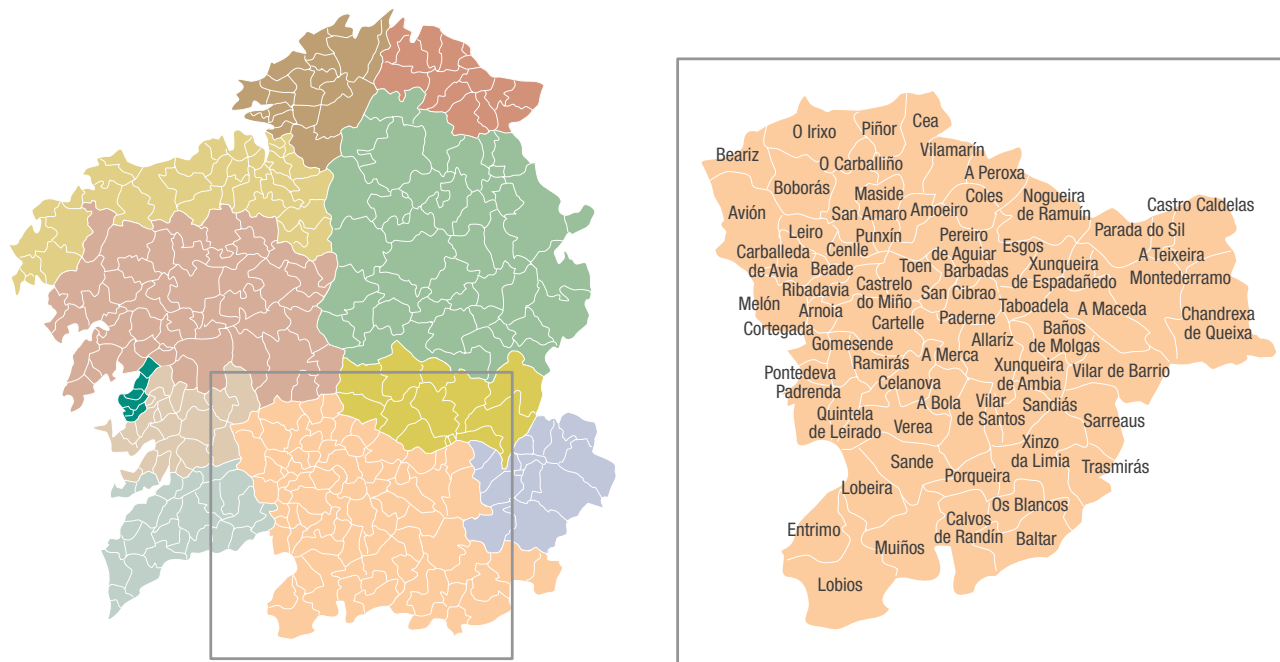 O Irixo
Piñor
Cea
Beariz
O Carballiño
Vilamarín
A Peroxa
Boborás
Maside
Coles
Nogueira
de Ramuín
Castro Caldelas
Avión
San Amaro
Amoeiro
Parada do Sil
Leiro
Punxín
Pereiro
de Aguiar
Esgos
A Teixeira
Carballeda
de Avia
Cenlle
Beade
Toen
Barbadas
Xunqueira
de Espadañedo
Montederramo
Ribadavia
Castrelo
do Miño
San Cibrao
Melón
Arnoia
Taboadela
A Maceda
Chandrexa
de Queixa
Cortegada
Cartelle
Paderne
Baños
de Molgas
Gomesende
Allaríz
Ramirás
A Merca
Xunqueira
de Ambia
Vilar de Barrio
Pontedeva
Padrenda
Celanova
A Bola
Vilar
de Santos
Sandiás
Quintela
de Leirado
Verea
Sarreaus
Xinzo
da Limia
Sande
Porqueira
Trasmirás
Lobeira
Os Blancos
Entrimo
Calvos
de Randín
Baltar
Muiños
Lobios